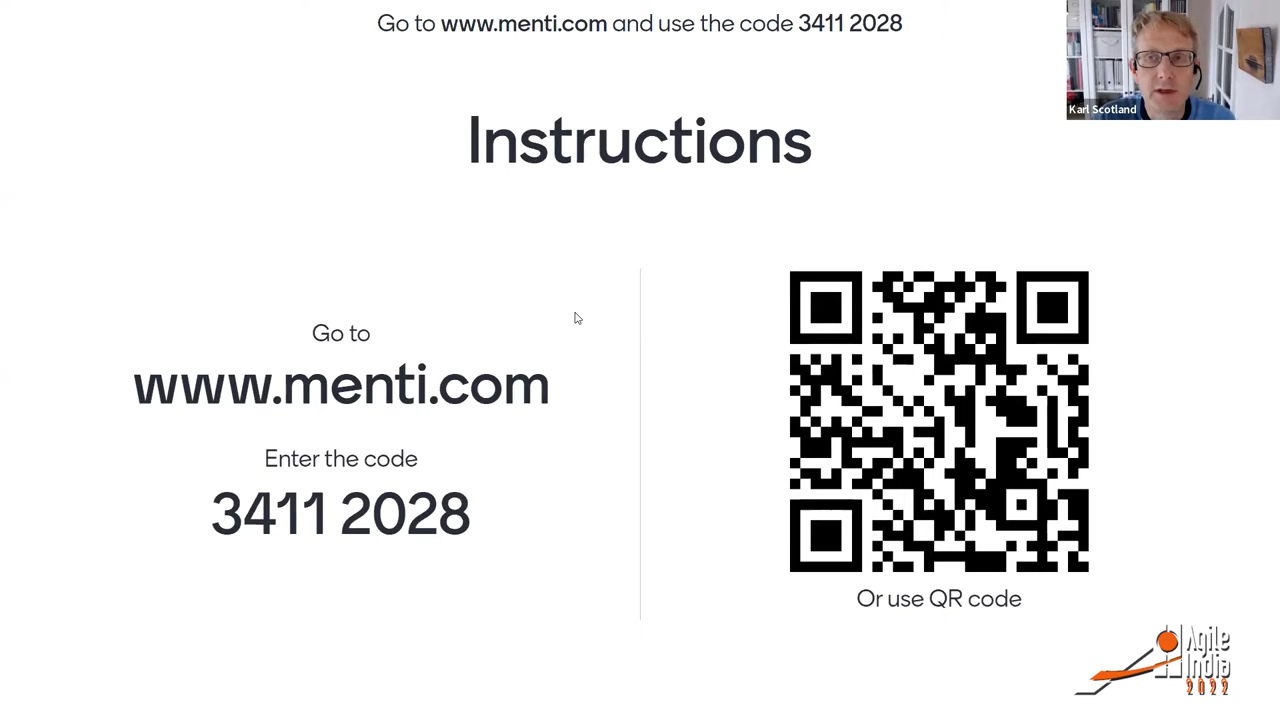 Go to www.menti.com and use the code 3411 2028
Karl Scotland
Instructions
Go to
www.menti.com
Enter the code
3411 2028
Or use QR code
Agile
India
2022